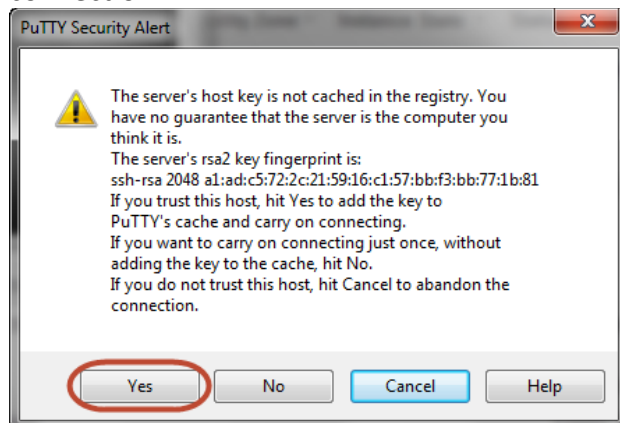 PuTTY Security Alert
The server's host key is not cached in the registry. You
have no guarantee that the server is the computer you
think it is.
The server's rsa2 key fingerprint is:
ssh-rsa 2048 a1:ad:c5:72:2c:21:59:16:c1:57:bb:f3:bb:77:1b:81
If you trust this host, hit Yes to add the key to
PuTTY's cache and carry on connecting.
If you want to carry on connecting just once, without
adding the key to the cache, hit No.
If you do not trust this host, hit Cancel to abandon the
connection.
Yes No Cancel Help